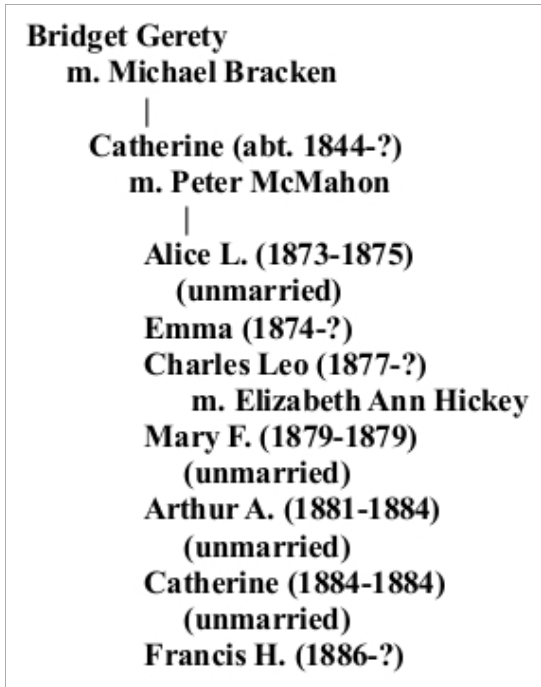 Bridget Gerety
m. Michael Bracken
|
Catherine (abt. 1844-?)
m. Peter McMahon
|
Alice L. (1873-1875)
(unmarried)
Emma (1874-?)
Charles Leo (1877-?)
m. Elizabeth Ann Hickey
Mary F. (1879-1879)
(unmarried)
Arthur A. (1881-1884)
(unmarried)
Catherine (1884-1884)
(unmarried)
Francis H. (1886-?)